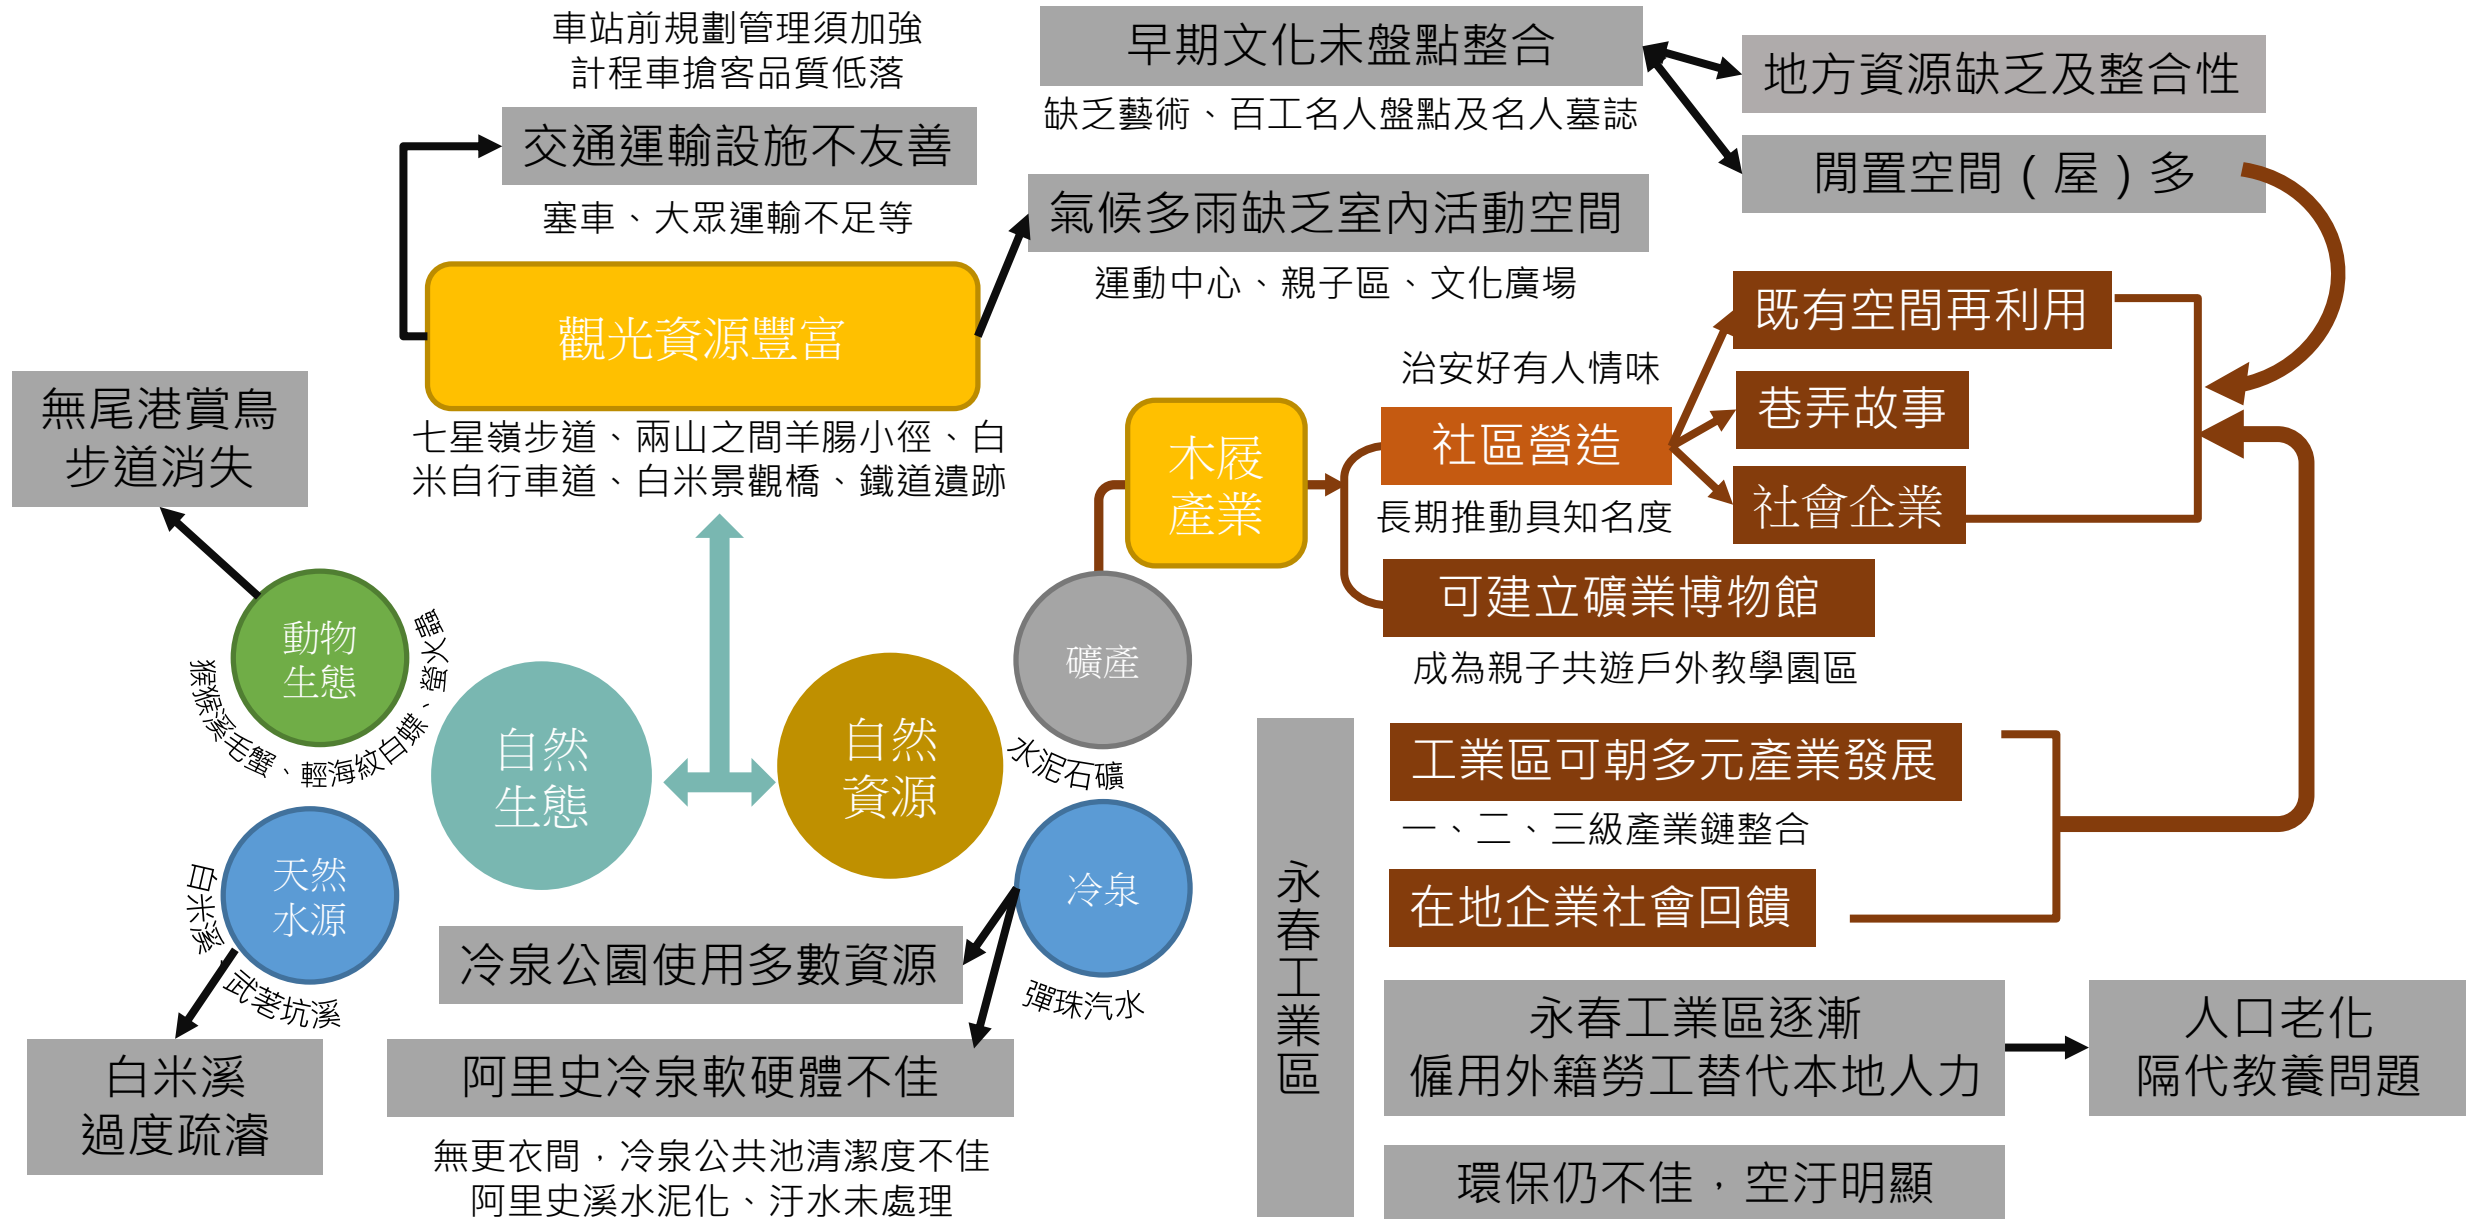 車站前規劃管理須加強
計程車搶客品質低落
交通運輸設施不友善
塞車、大眾運輸不足等
早期文化未盤點整合
缺乏藝術、百工名人盤點及名人墓誌
地方資源缺乏及整合性
閒置空間（屋）多
氣候多雨缺乏室內活動空間
運動中心、親子區、文化廣場
觀光資源豐富
七星嶺步道、兩山之間羊腸小徑、白
米自行車道、白米景觀橋、鐵道遺跡
無尾港賞鳥
步道消失
木屐
產業
治安好有人情味
社區營造
長期推動具知名度
既有空間再利用
巷弄故事
社會企業
可建立礦業博物館
成為親子共遊戶外教學園區
動物
生態
猴猴溪毛蟹、輕海紋白蝶、螢火蟲
自然
生態
自然
資源
礦產
水泥石礦
天然
水源
白米溪、武荖坑溪
冷泉
彈珠汽水
冷泉公園使用多數資源
阿里史冷泉軟硬體不佳
無更衣間，冷泉公共池清潔度不佳
阿里史溪水泥化、汙水未處理
白米溪
過度疏濬
永春工業區
工業區可朝多元產業發展
一、二、三級產業鏈整合
在地企業社會回饋
永春工業區逐漸
僱用外籍勞工替代本地人力
人口老化
隔代教養問題
環保仍不佳，空汙明顯